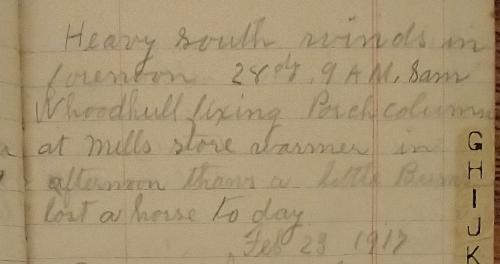 Heavy south winds in
forenoon 28° 9 A M. Sam
Whoodhull fixing Porch column
at Mills store warmer in
afternoon thaws a little Burn
lost a horse to day
Feb 23 1917
G
H
I
J
K